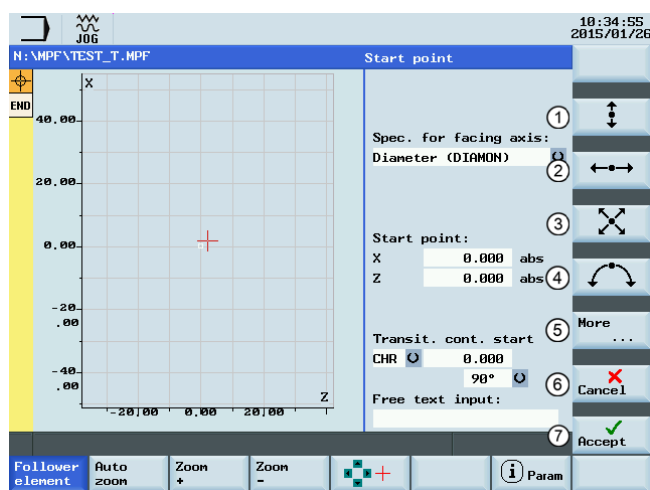 JOG
10:34:55
2015/01/26
N:\MPF\TEST_T.MPF
Start point
END
X
40.00
20.00
0.00
-20
.00
-40
.00
Z
-20.00 0.00 20.00
Spec. for facing axis:
Diameter (DIAMON)
Start point:
X 0.000 abs
Z 0.000 abs
Transit. cont. start
CHR 0.000
90°
Free text input:
1
2
3
4
5
6
7
More
...
Cancel
Accept
Follower
element
Auto
zoom
Zoom
+
Zoom
-
i Param